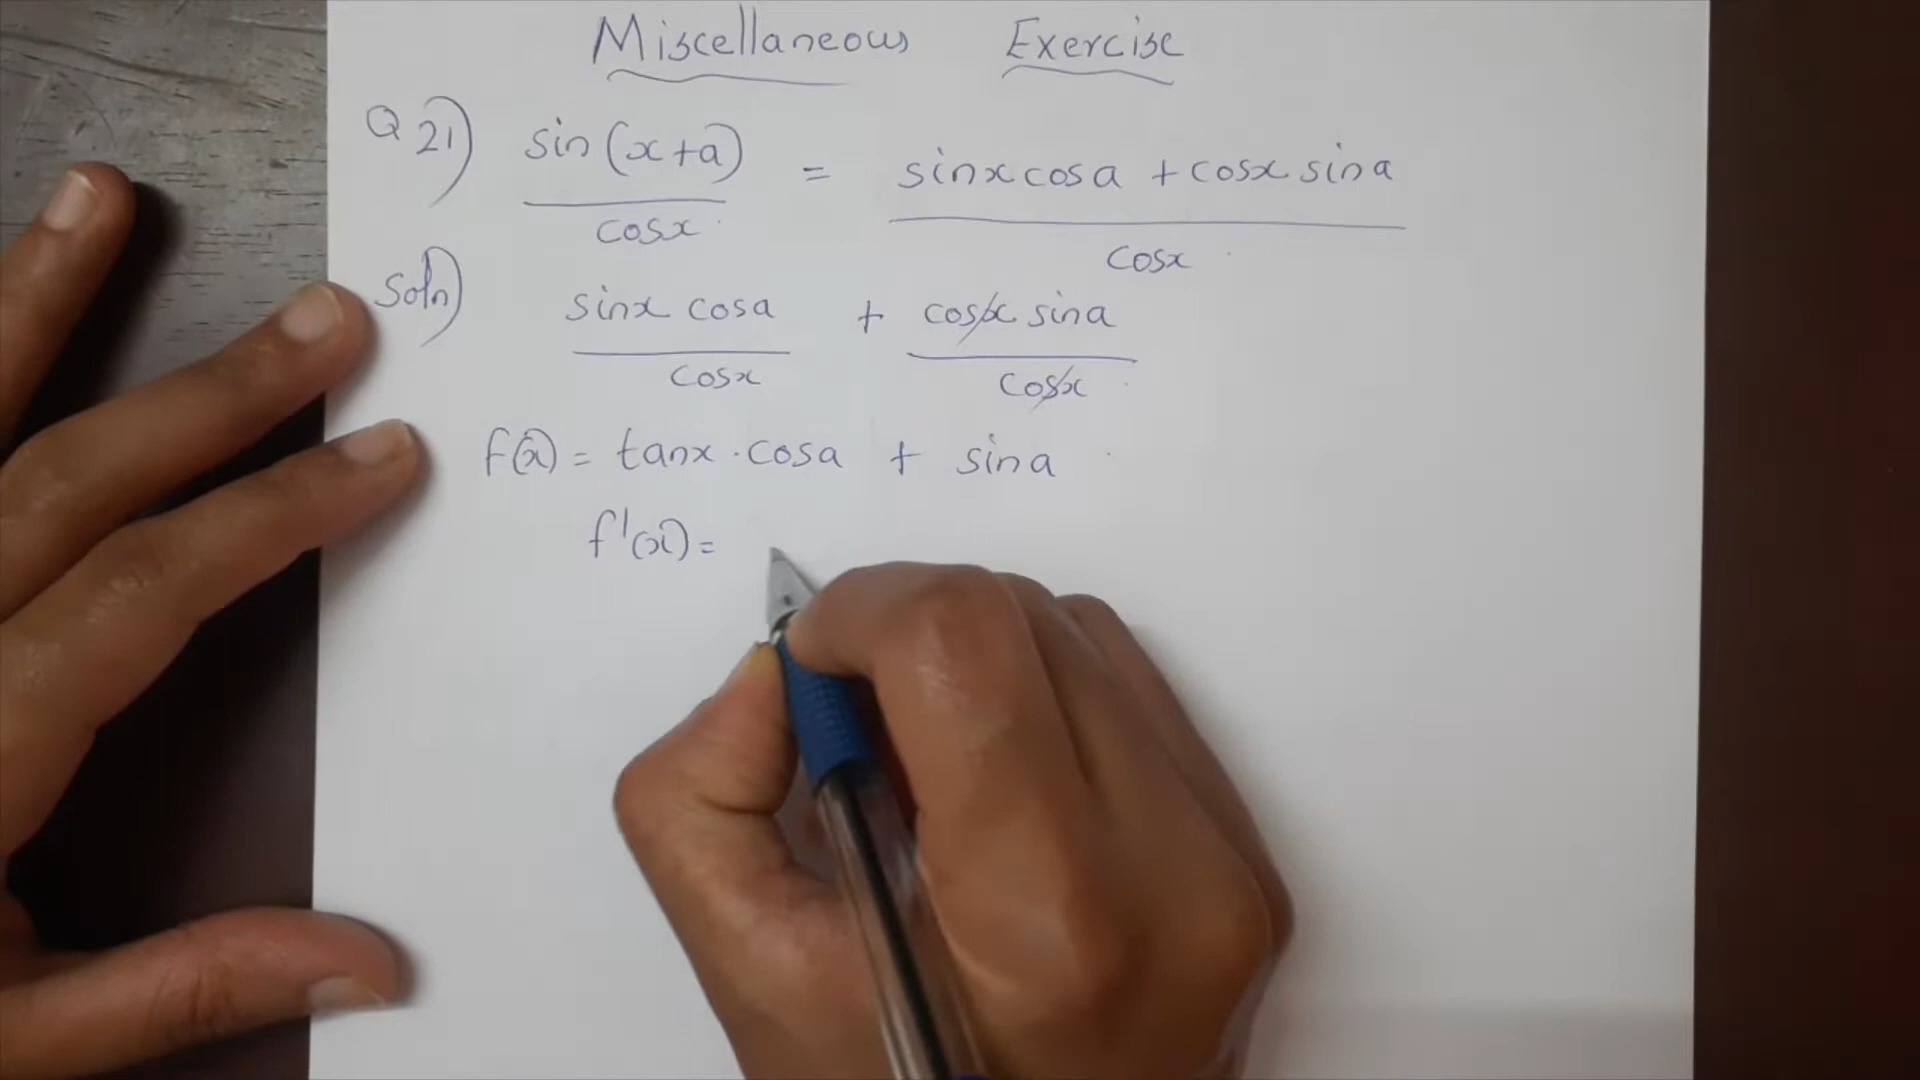 Miscellaneous Exercise
Q 21) sin(x+a)/cosx = sinx cosa + cosx sina/cosx
Soln) sinx cosa/cosx + cosx sina/cosx
f(x) = tanx . cosa + sina
f'(x) =